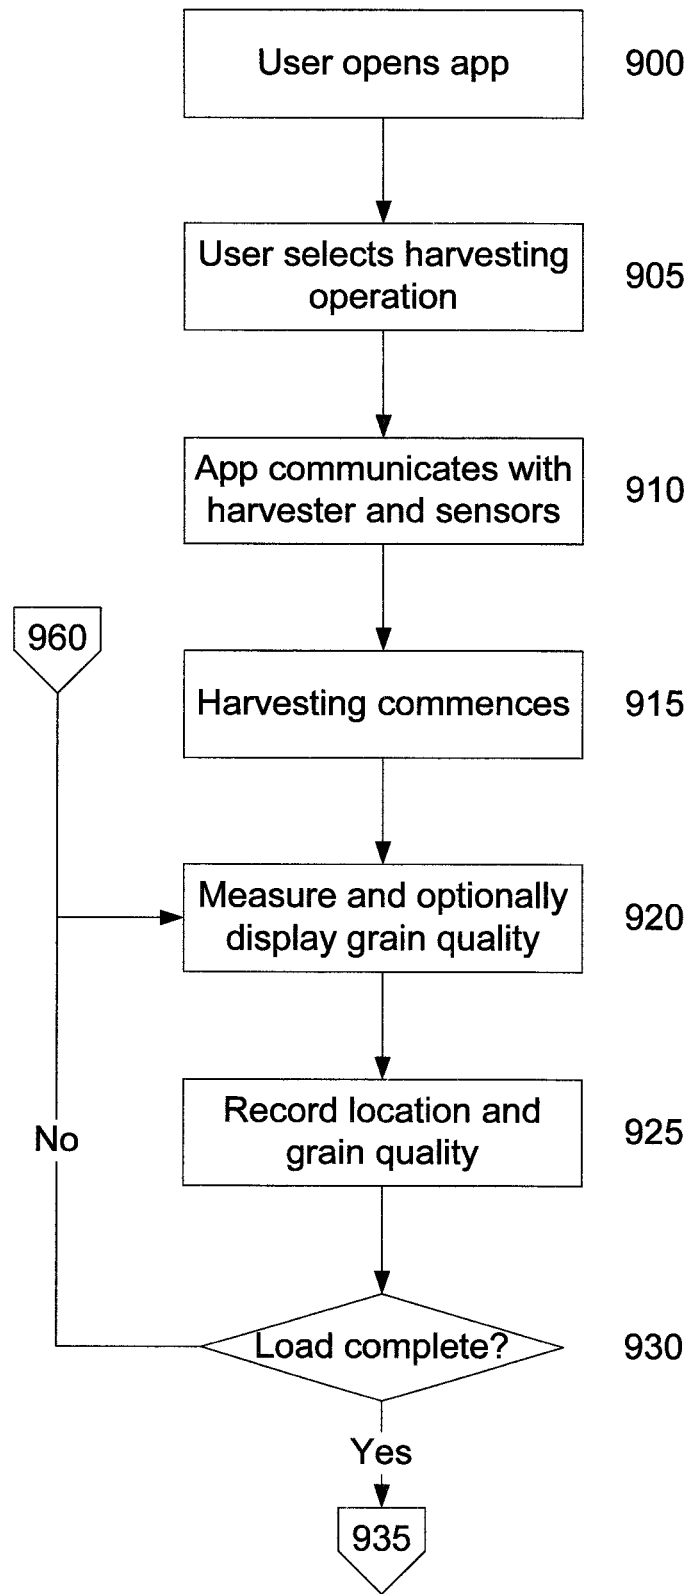 User opens app
900
User selects harvesting
operation
905
App communicates with
harvester and sensors
910
960
Harvesting commences
915
Measure and optionally
display grain quality
920
Record location and
grain quality
925
No
Load complete?
930
Yes
935